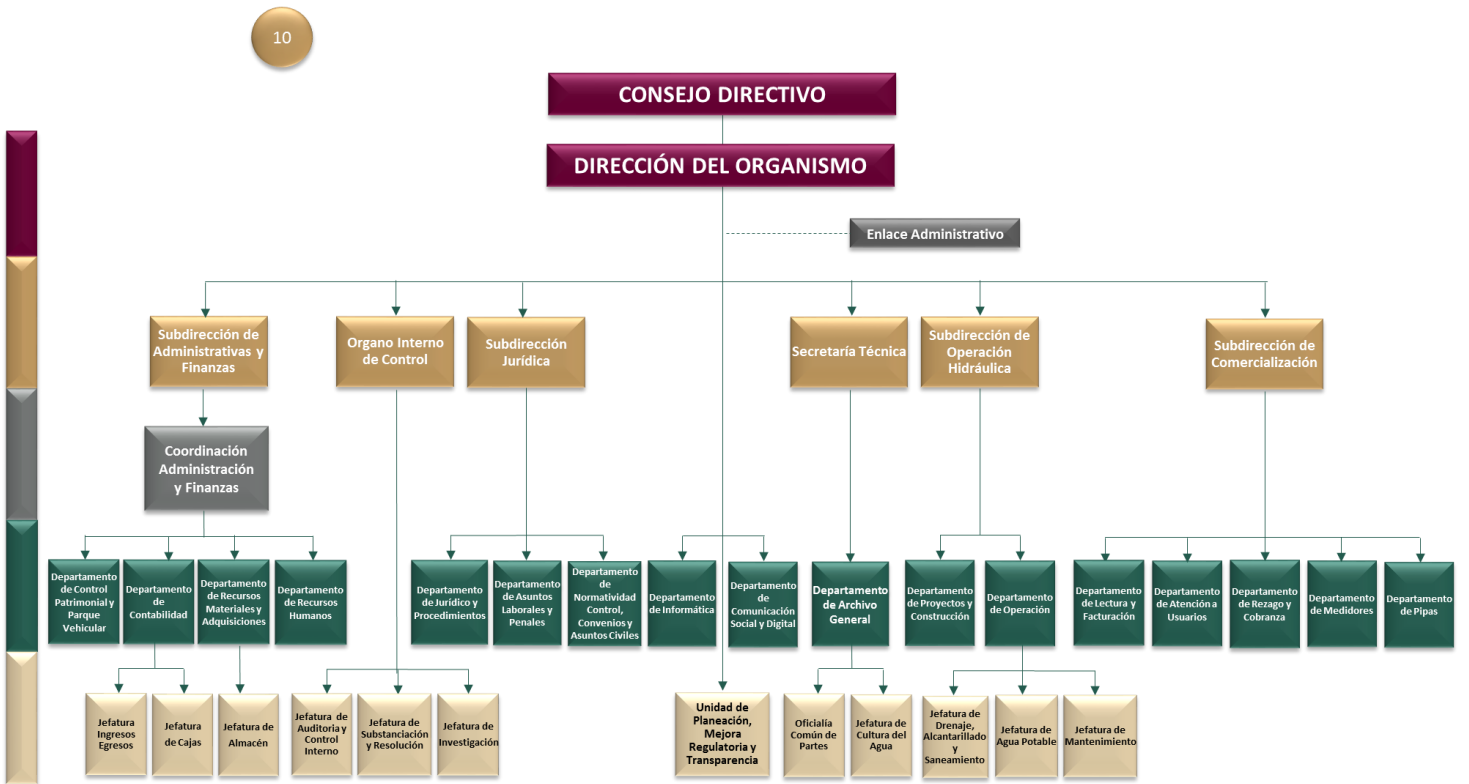 10
CONSEJO DIRECTIVO
DIRECCIÓN DEL ORGANISMO
Enlace Administrativo
Subdirección de
Administrativas y
Finanzas
Organo Interno
de Control
Subdirección
Jurídica
Secretaría Técnica
Subdirección de
Operación
Hidráulica
Subdirección de
Comercialización
Coordinación
Administración
y Finanzas
Departamento
de Control
Patrimonial y
Parque
Vehicular
Departamento
de
Contabilidad
Departamento
de Recursos
Materiales y
Adquisiciones
Departamento
de Recursos
Humanos
Departamento
de Jurídico y
Procedimientos
Departamento
de Asuntos
Laborales y
Penales
Departamento
de
Normatividad
Control,
Convenios y
Asuntos Civiles
Departamento
de Informática
Departamento
de
Comunicación
Social y Digital
Departamento
de Archivo
General
Departamento
de Proyectos y
Construcción
Departamento
de Operación
Departamento
de Lectura y
Facturación
Departamento
de Atención a
Usuarios
Departamento
de Rezago y
Cobranza
Departamento
de Medidores
Departamento
de Pipas
Jefatura
Ingresos
Egresos
Jefatura
de Cajas
Jefatura de
Almacén
Jefatura de
Auditoria y
Control
Interno
Jefatura de
Substanciación
y Resolución
Jefatura de
Investigación
Unidad de
Planeación,
Mejora
Regulatoria y
Transparencia
Oficialía
Común de
Partes
Jefatura de
Cultura del
Agua
Jefatura de
Drenaje,
Alcantarillado
y
Saneamiento
Jefatura de
Agua Potable
Jefatura de
Mantenimiento